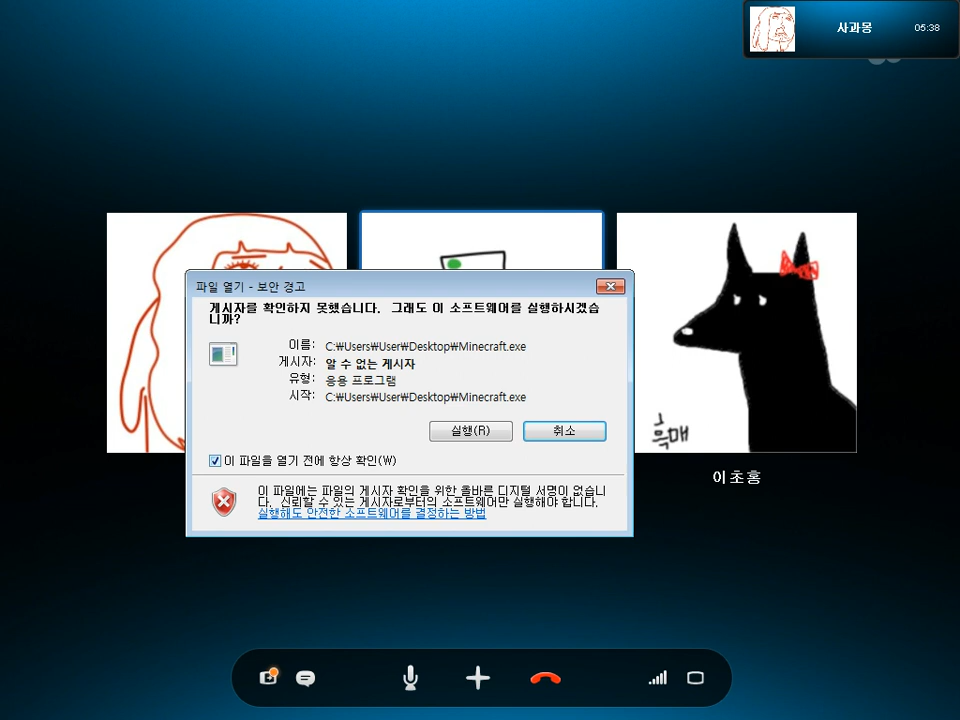 사과몽
05:38
파일 열기 - 보안 경고
게시자를 확인하지 못했습니다. 그래도 이 소프트웨어를 실행하시겠습
니까?
이름: C:₩Users₩User₩Desktop₩Minecraft.exe
게시자: 알 수 없는 게시자
유형: 응용 프로그램
시작: C:₩Users₩User₩Desktop₩Minecraft.exe
실행(R)
취소
이 파일을 열기 전에 항상 확인(W)
이 파일에는 파일의 게시자 확인을 위한 올바른 디지털 서명이 없습니
다. 신뢰할 수 있는 게시자로부터의 소프트웨어만 실행해야 합니다.
실행해도 안전한 소프트웨어를 결정하는 방법
흑매
이초홍